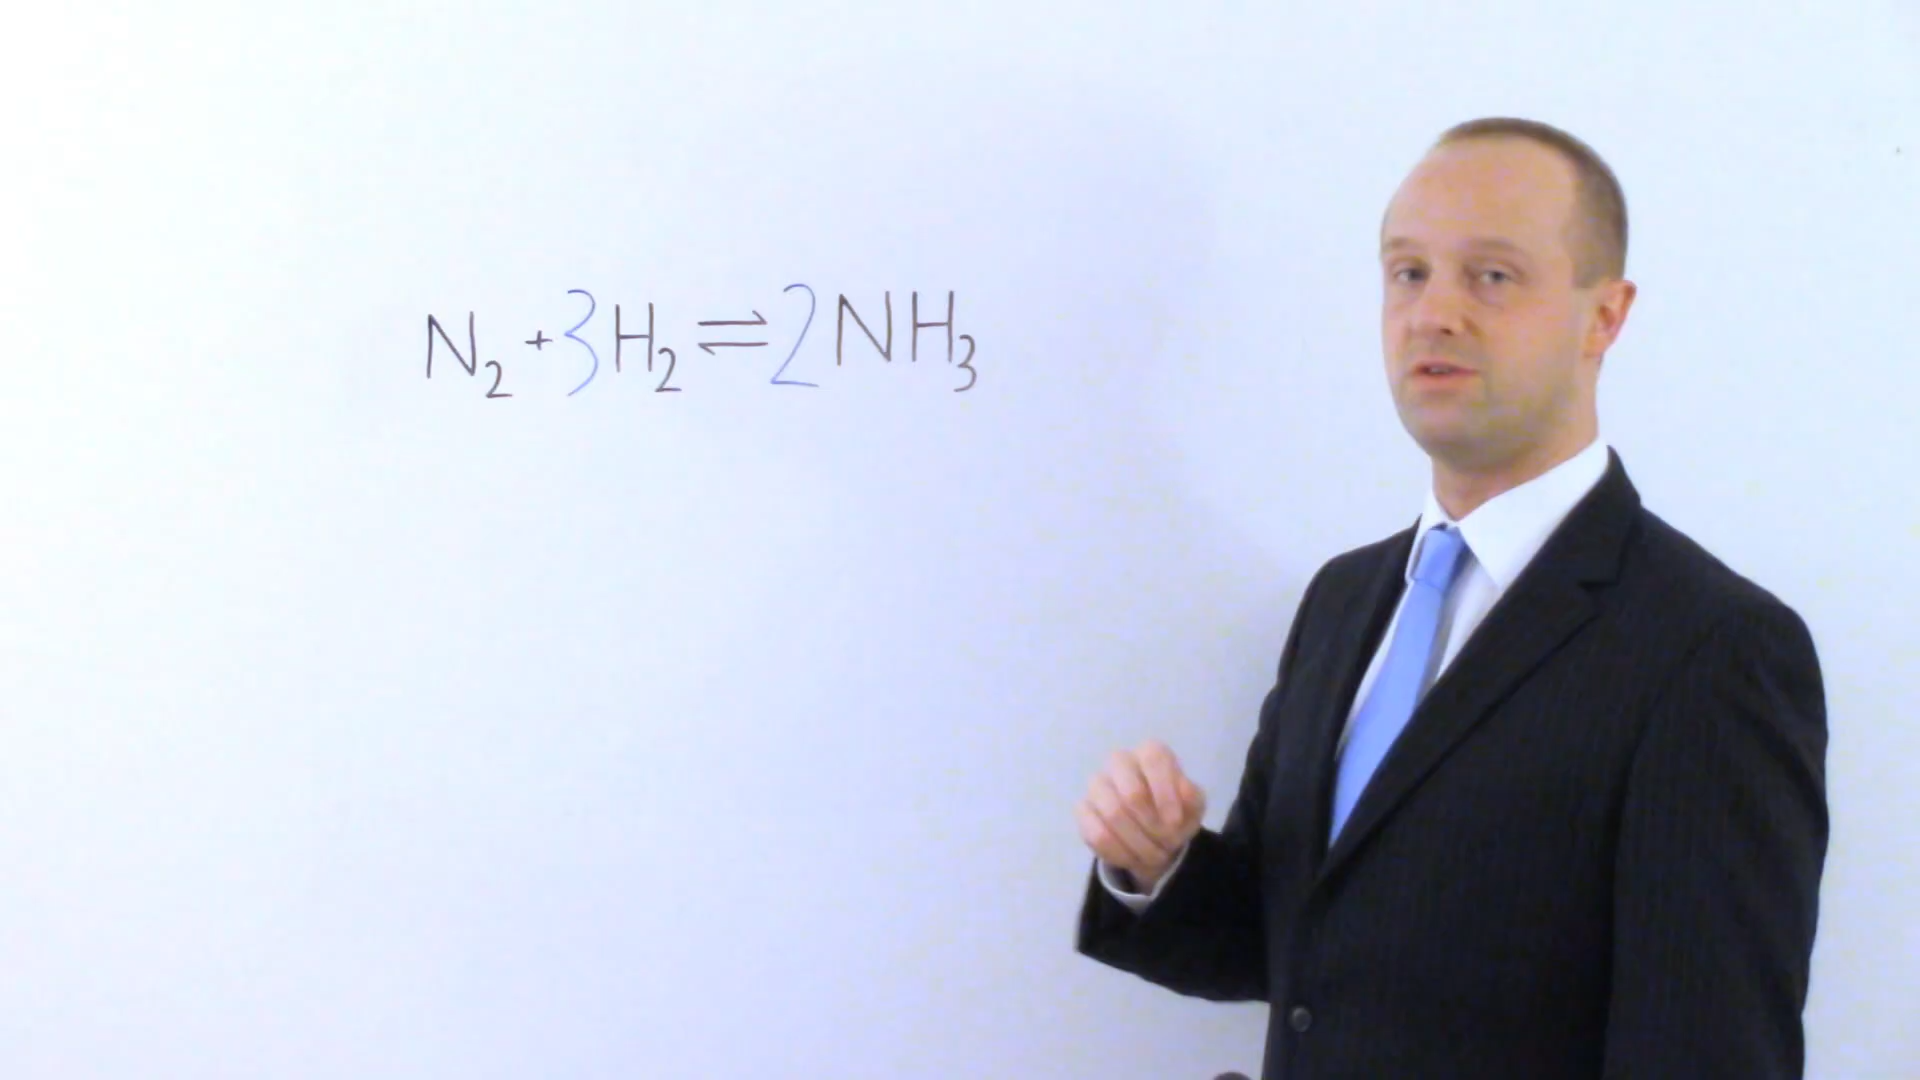 N₂ + 3H₂ ⇌ 2NH₃